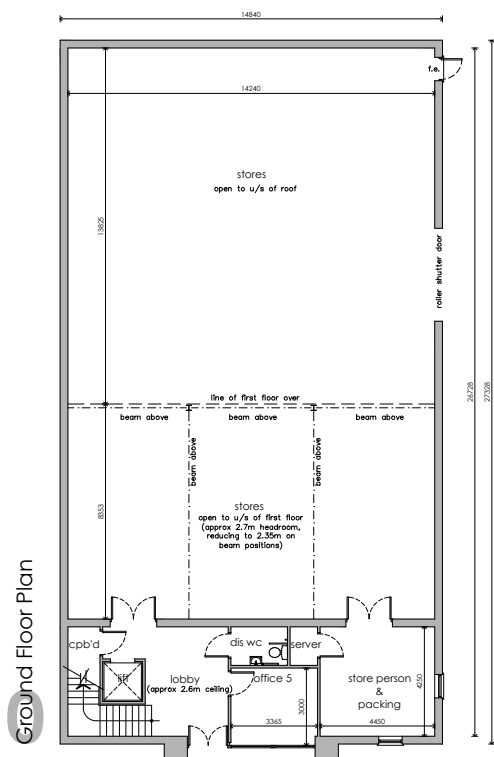 14840
f.e.
14240
stores
open to u/s of roof
13825
roller shutter door
26728
27328
line of first floor over
beam above
beam above
beam above
beam above
beam above
8353
stores
open to u/s of first floor
(approx 2.7m headroom,
reducing to 2.35m on
beam positions)
cpb'd
dis wc
server
lift
lobby
(approx 2.6m ceiling)
office 5
store person
&
packing
4250
3000
3365
4450
Ground Floor Plan
0